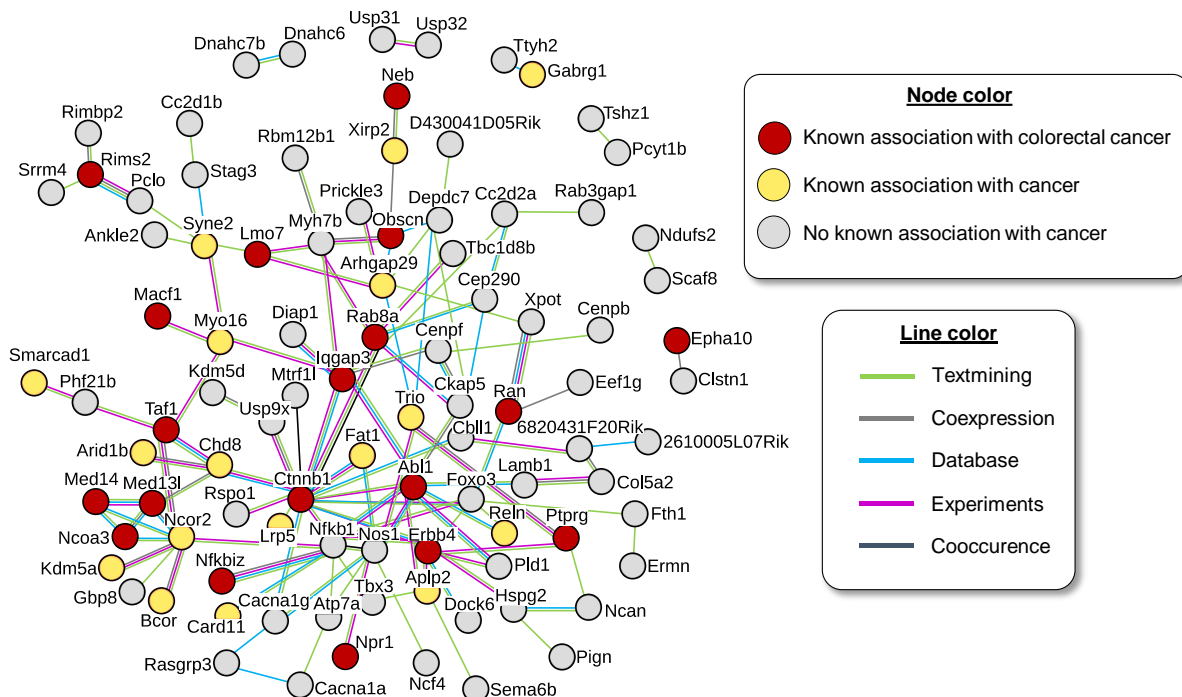 Usp31
Usp32
Dnahc6
Dnahc7b
Ttyh2
Gabrg1
Neb
Cc2d1b
Rimbp2
Xirp2
D430041D05Rik
Tshz1
Rbm12b1
Pcyt1b
Rims2
Srrm4
Pclo
Stag3
Prickle3
Depdc7
Cc2d2a
Rab3gap1
Syne2
Lmo7
Myh7b
Obscn
Ankle2
Tbc1d8b
Ndufs2
Arhgap29
Scaf8
Cep290
Macf1
Diap1
Rab8a
Xpot
Cenpb
Myo16
Cenpf
Epha10
Smarcad1
Iqgap3
Kdm5d
Mtrf1l
Clstn1
Phf21b
Ckap5
Ran
Eef1g
Taf1
Usp9x
Trio
Fat1
Cbll1
6820431F20Rik
2610005L07Rik
Arid1b
Chd8
Ctnnb1
Abl1
Lamb1
Med14
Med13l
Rspo1
Foxo3
Col5a2
Ncor2
Reln
Ptprg
Fth1
Ncoa3
Lrp5
Nfkb1
Nos1
Erbb4
Kdm5a
Nfkbiz
Pld1
Ermn
Gbp8
Aplp2
Tbx3
Hspg2
Bcor
Cacna1g
Atp7a
Dock6
Ncan
Card11
Npr1
Rasgrp3
Ncf4
Pign
Cacna1a
Sema6b
Node color
Known association with colorectal cancer
Known association with cancer
No known association with cancer
Line color
Textmining
Coexpression
Database
Experiments
Cooccurence